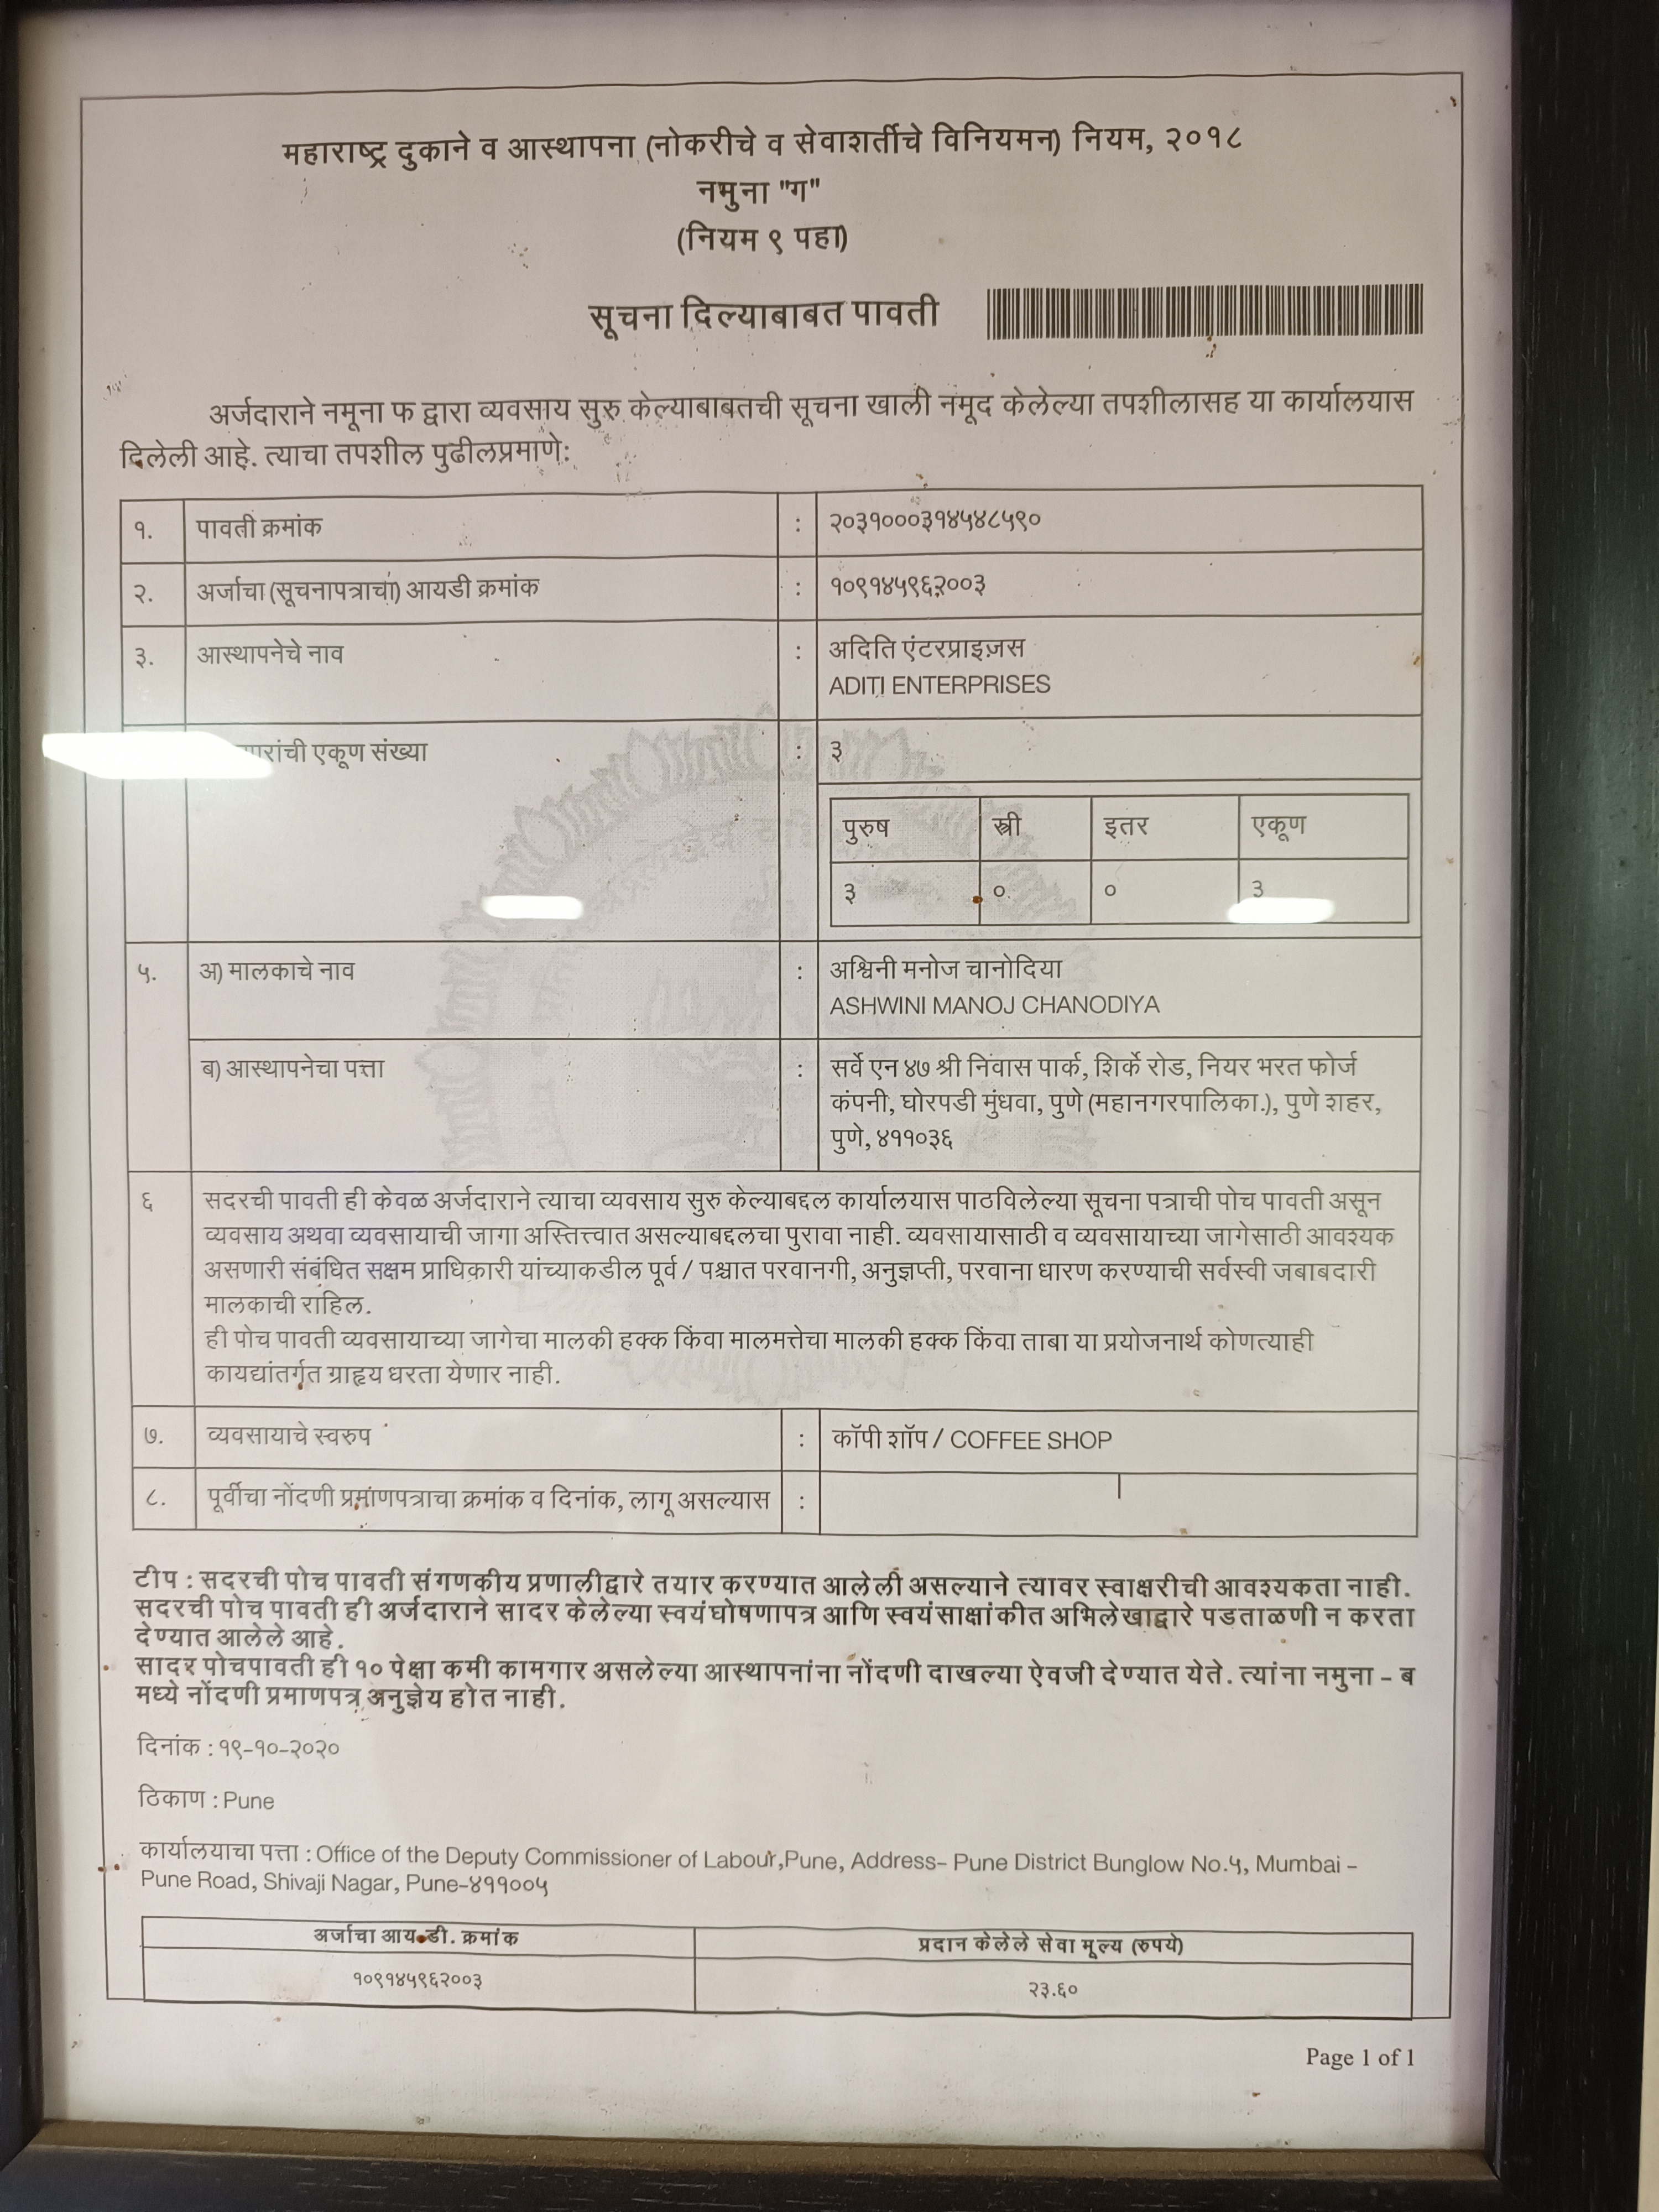 महाराष्ट्र दुकाने व आस्थापना (नोकरीचे व सेवाशर्तीचे विनियमन) नियम, २०१८
नमुना "ग"
(नियम ९ पहा)
सूचना दिल्याबाबत पावती
अर्जदाराने नमूना फ द्वारा व्यवसाय सुरु केल्याबाबतची सूचना खाली नमूद केलेल्या तपशीलासह या कार्यालयास
दिलेली आहे. त्याचा तपशील पुढीलप्रमाणे:
१. पावती क्रमांक : २०३१०००३१४५४८५९०
२. अर्जाचा (सूचनापत्राचा) आयडी क्रमांक : १०९१४५९६२००३
३. आस्थापनेचे नाव : अदिति एंटरप्राइज़स
ADITI ENTERPRISES
एकूण संख्या : ३
पुरुष स्त्री इतर एकूण
३ ० ० ३
५. अ) मालकाचे नाव : अश्विनी मनोज चानोदिया
ASHWINI MANOJ CHANODIYA
ब) आस्थापनेचा पत्ता : सर्वे एन ४७ श्री निवास पार्क, शिर्के रोड, नियर भरत फोर्ज
कंपनी, घोरपडी मुंधवा, पुणे (महानगरपालिका.), पुणे शहर,
पुणे, ४११०३६
६ सदरची पावती ही केवळ अर्जदाराने त्याचा व्यवसाय सुरु केल्याबद्दल कार्यालयास पाठविलेल्या सूचना पत्राची पोच पावती असून
व्यवसाय अथवा व्यवसायाची जागा अस्तित्त्वात असल्याबद्दलचा पुरावा नाही. व्यवसायासाठी व व्यवसायाच्या जागेसाठी आवश्यक
असणारी संबंधित सक्षम प्राधिकारी यांच्याकडील पूर्व / पश्चात परवानगी, अनुज्ञप्ती, परवाना धारण करण्याची सर्वस्वी जबाबदारी
मालकाची राहिल.
ही पोच पावती व्यवसायाच्या जागेचा मालकी हक्क किंवा मालमत्तेचा मालकी हक्क किंवा ताबा या प्रयोजनार्थ कोणत्याही
कायद्यांतर्गत ग्राहृय धरता येणार नाही.
७. व्यवसायाचे स्वरुप : कॉपी शॉप / COFFEE SHOP
८. पूर्वीचा नोंदणी प्रमाणपत्राचा क्रमांक व दिनांक, लागू असल्यास :
टीप : सदरची पोच पावती संगणकीय प्रणालीद्वारे तयार करण्यात आलेली असल्याने त्यावर स्वाक्षरीची आवश्यकता नाही.
सदरची पोच पावती ही अर्जदाराने सादर केलेल्या स्वयंघोषणापत्र आणि स्वयंसाक्षांकीत अभिलेखाद्वारे पडताळणी न करता
देण्यात आलेले आहे.
सादर पोचपावती ही १० पेक्षा कमी कामगार असलेल्या आस्थापनांना नोंदणी दाखल्या ऐवजी देण्यात येते. त्यांना नमुना - ब
मध्ये नोंदणी प्रमाणपत्र अनुज्ञेय होत नाही.
दिनांक : १९-१०-२०२०
ठिकाण : Pune
कार्यालयाचा पत्ता : Office of the Deputy Commissioner of Labour,Pune, Address- Pune District Bunglow No.५, Mumbai -
Pune Road, Shivaji Nagar, Pune-४११००५
अर्जाचा आय.डी. क्रमांक प्रदान केलेले सेवा मूल्य (रुपये)
१०९१४५९६२००३ २३.६०
Page 1 of 1